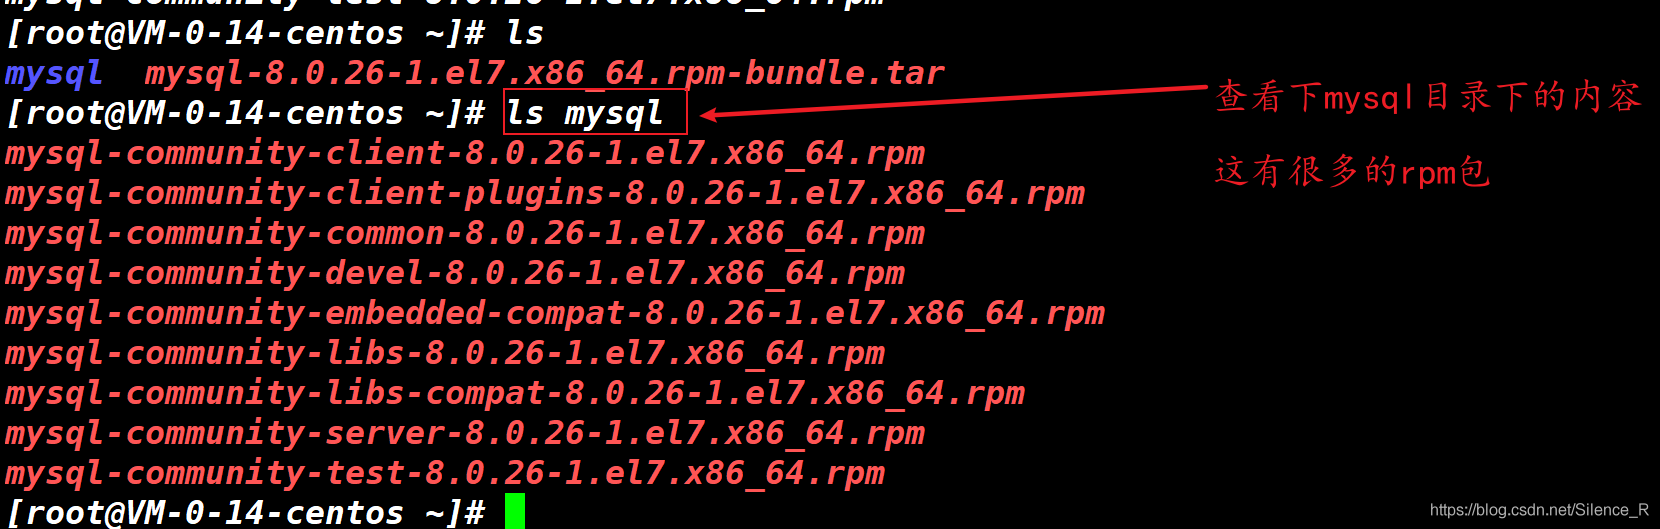 mysql-community-test-8.0.26-1.el7.x86_64.rpm
[root@VM-0-14-centos ~]# ls
mysql  mysql-8.0.26-1.el7.x86_64.rpm-bundle.tar
[root@VM-0-14-centos ~]# ls mysql
查看下mysql目录下的内容
mysql-community-client-8.0.26-1.el7.x86_64.rpm
这有很多的rpm包
mysql-community-client-plugins-8.0.26-1.el7.x86_64.rpm
mysql-community-common-8.0.26-1.el7.x86_64.rpm
mysql-community-devel-8.0.26-1.el7.x86_64.rpm
mysql-community-embedded-compat-8.0.26-1.el7.x86_64.rpm
mysql-community-libs-8.0.26-1.el7.x86_64.rpm
mysql-community-libs-compat-8.0.26-1.el7.x86_64.rpm
mysql-community-server-8.0.26-1.el7.x86_64.rpm
mysql-community-test-8.0.26-1.el7.x86_64.rpm
[root@VM-0-14-centos ~]#
https://blog.csdn.net/Silence_R